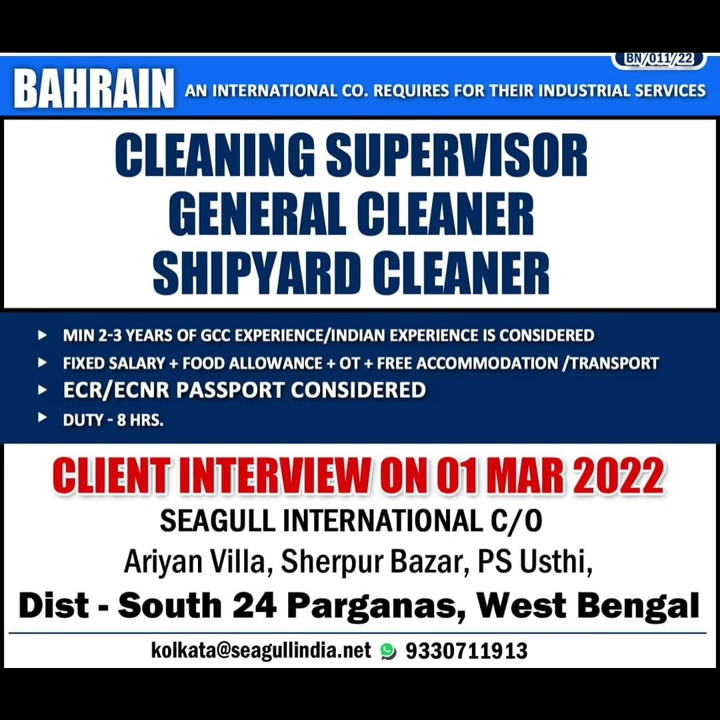 BN/011/22
BAHRAIN AN INTERNATIONAL CO. REQUIRES FOR THEIR INDUSTRIAL SERVICES
CLEANING SUPERVISOR
GENERAL CLEANER
SHIPYARD CLEANER
MIN 2-3 YEARS OF GCC EXPERIENCE/INDIAN EXPERIENCE IS CONSIDERED
FIXED SALARY + FOOD ALLOWANCE + OT + FREE ACCOMMODATION /TRANSPORT
ECR/ECNR PASSPORT CONSIDERED
DUTY - 8 HRS.
CLIENT INTERVIEW ON 01 MAR 2022
SEAGULL INTERNATIONAL C/O
Ariyan Villa, Sherpur Bazar, PS Usthi,
Dist - South 24 Parganas, West Bengal
kolkata@seagullindia.net 9330711913